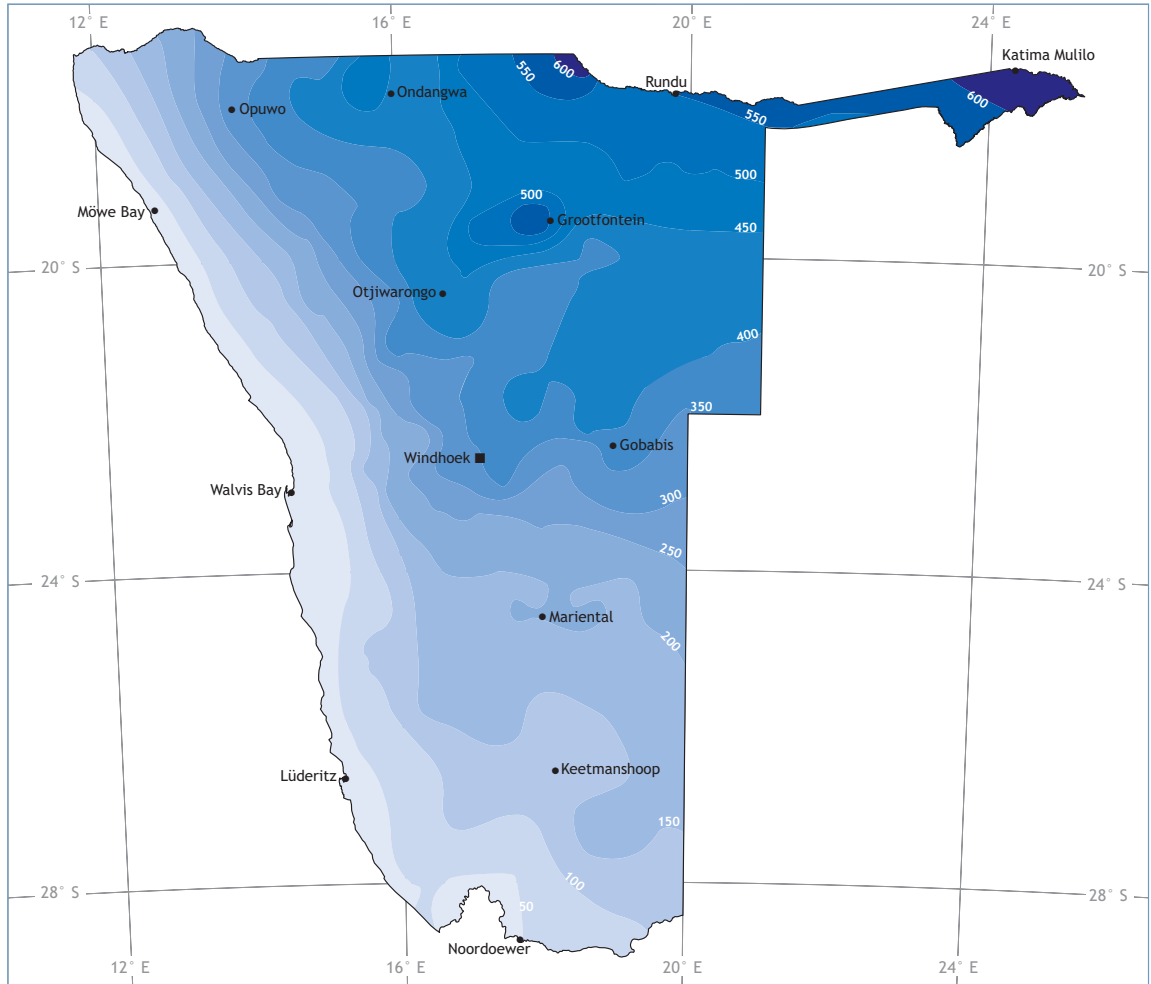 12° E
16° E
20° E
24° E
Katima Mulilo
550
600
Rundu
Ondangwa
600
Opuwo
550
500
500
Möwe Bay
Grootfontein
450
20° S
20° S
Otjiwarongo
400
350
Gobabis
Windhoek
Walvis Bay
300
250
24° S
24° S
Mariental
200
Keetmanshoop
Lüderitz
150
100
28° S
28° S
50
Noordoewer
12° E
16° E
20° E
24° E